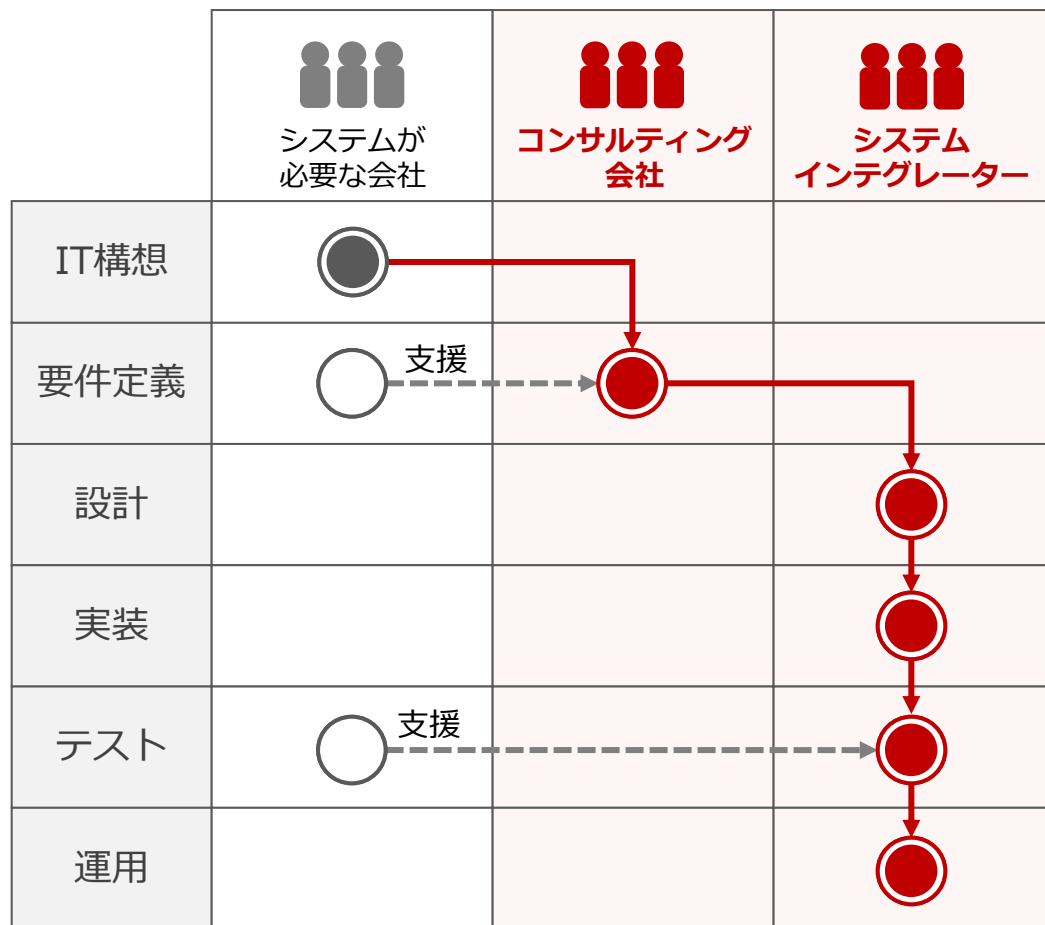 システムが
必要な会社
コンサルティング
会社
システム
インテグレーター
IT構想
要件定義
支援
設計
実装
テスト
支援
運用